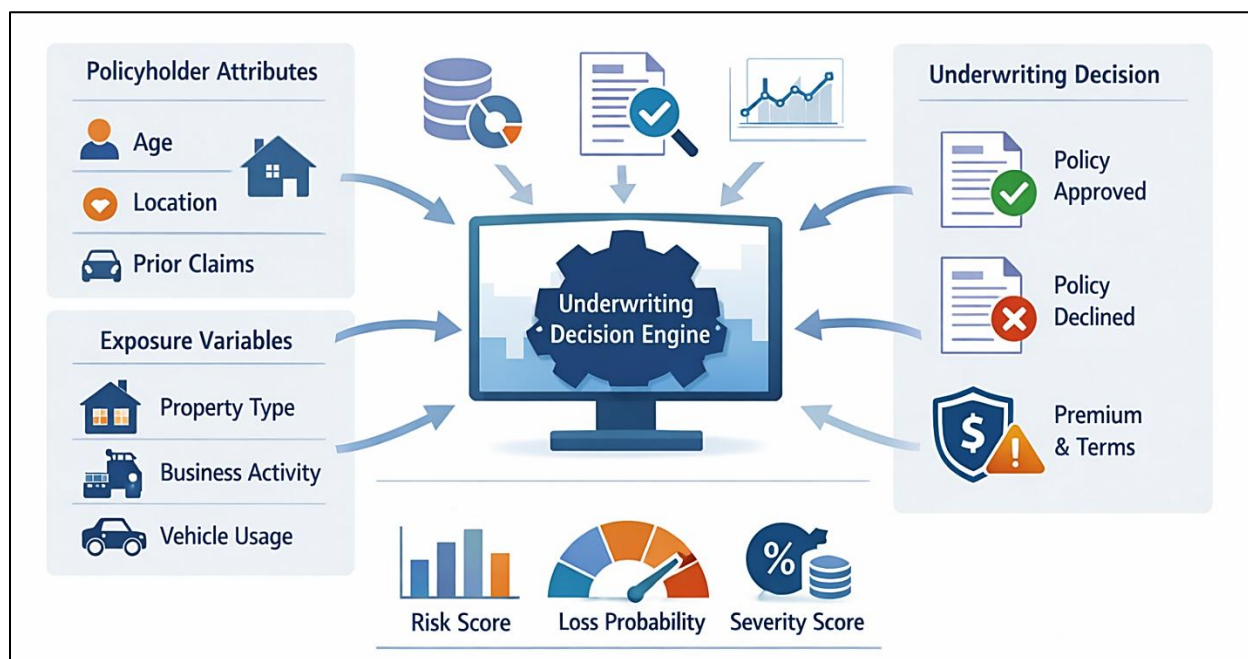 Policyholder Attributes
Age
Location
Prior Claims
Exposure Variables
Property Type
Business Activity
Vehicle Usage
Underwriting
Decision Engine
Underwriting Decision
Policy
Approved
Policy
Declined
$
!
Premium
& Terms
%
Risk Score
Loss Probability
Severity Score